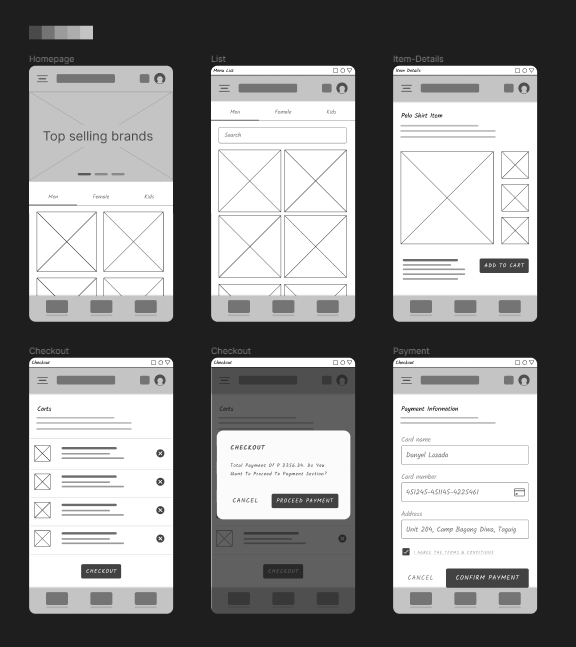 Homepage
List
Item-Details
Menu List
Item Details
Top selling brands
Men
Female
Kids
Men
Female
Kids
Search
Polo Shirt Item
ADD TO CART
Checkout
Checkout
Payment
Checkout
Checkout
Checkout
Carts
CHECKOUT
Carts
CHECKOUT
Total Payment Of P 2356.34. Do You
Want To Proceed To Payment Section?
CANCEL
PROCEED PAYMENT
CHECKOUT
Payment Information
Card name
Danyel Lozada
Card number
451245-451145-4225461
Address
Unit 204, Camp Bagong Diwa, Taguig
I AGREE THE TERMS & CONDITIONS
CANCEL
CONFIRM PAYMENT